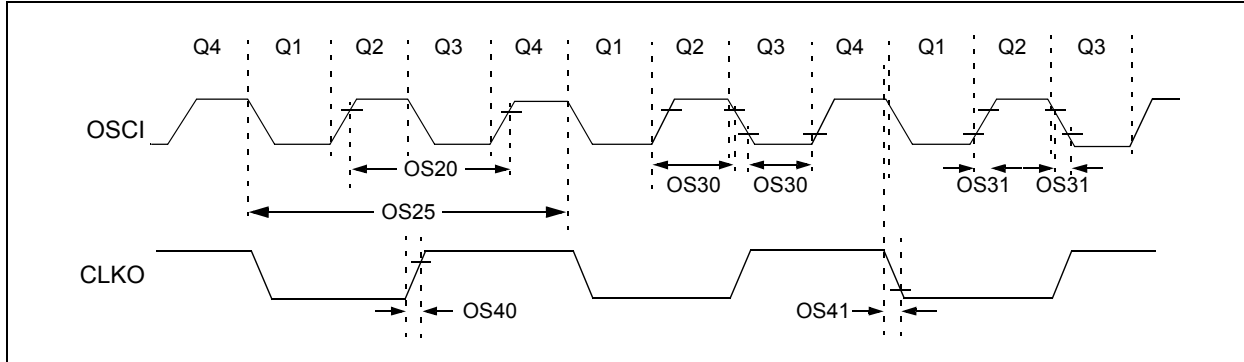 Q4 Q1 Q2 Q3 Q4 Q1 Q2 Q3 Q4 Q1 Q2 Q3
OSCI
OS20
OS30 OS30
OS31 OS31
OS25
CLKO
OS40
OS41